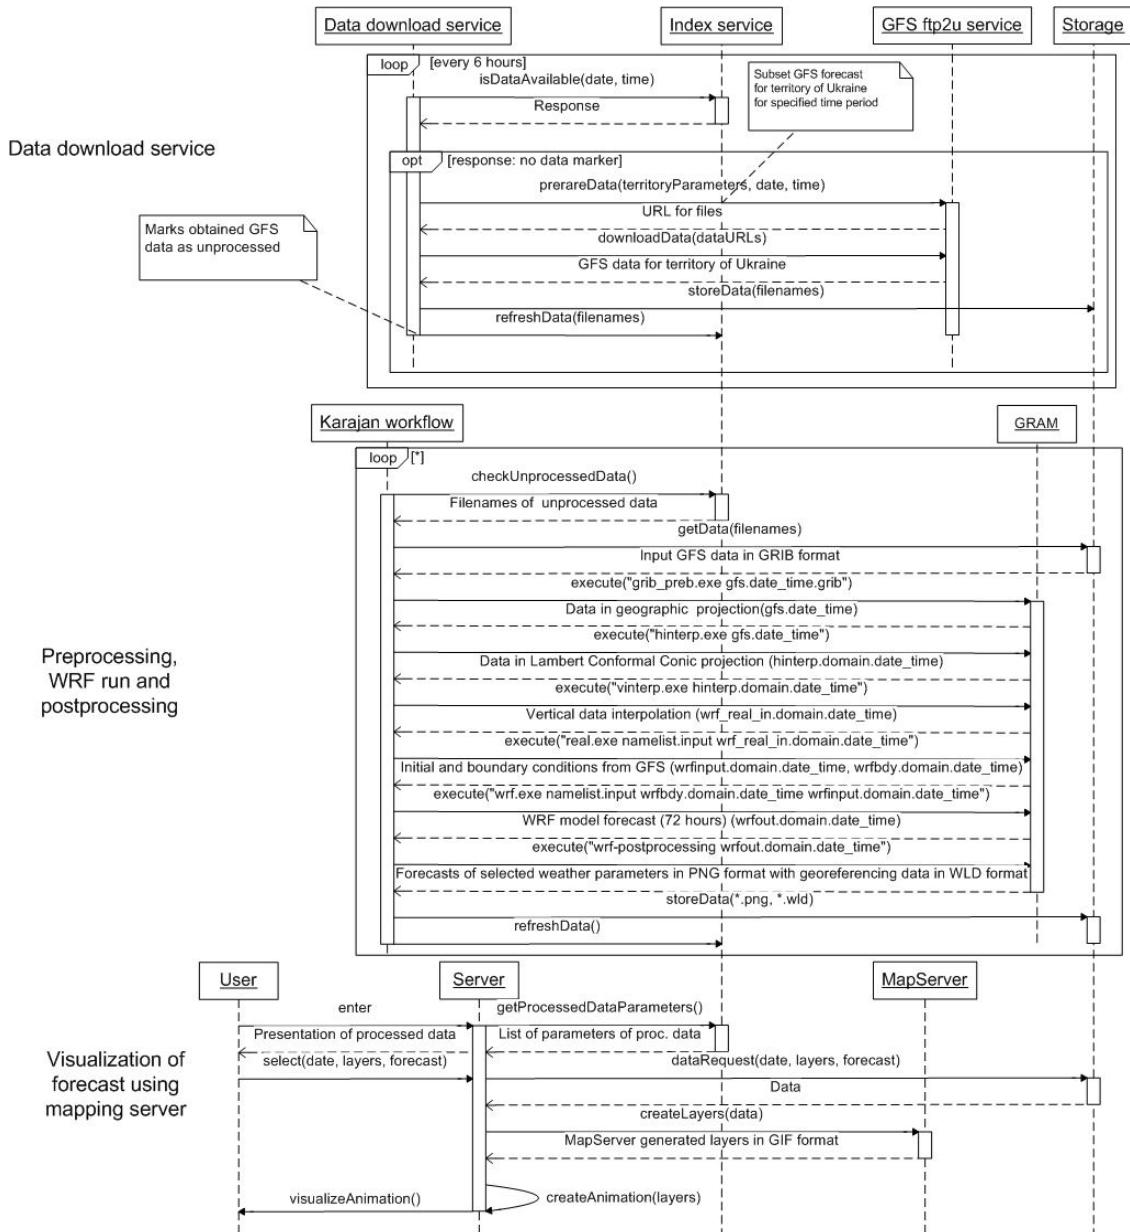 Data download service
Index service
GFS ftp2u service
Storage
loop
[every 6 hours]
isDataAvailable(date, time)
Subset GFS forecast
for territory of Ukraine
for specified time period
Response
Data download service
opt
[response: no data marker]
prerareData(territoryParameters, date, time)
URL for files
Marks obtained GFS
data as unprocessed
downloadData(dataURLs)
GFS data for territory of Ukraine
storeData(filenames)
refreshData(filenames)
Karajan workflow
GRAM
loop
[*]
checkUnprocessedData()
Filenames of unprocessed data
getData(filenames)
Input GFS data in GRIB format
execute("grib_preb.exe gfs.date_time.grib")
Data in geographic projection(gfs.date_time)
execute("hinterp.exe gfs.date_time")
Preprocessing,
WRF run and
postprocessing
Data in Lambert Conformal Conic projection (hinterp.domain.date_time)
execute("vinterp.exe hinterp.domain.date_time")
Vertical data interpolation (wrf_real_in.domain.date_time)
execute("real.exe namelist.input wrf_real_in.domain.date_time")
Initial and boundary conditions from GFS (wrfinput.domain.date_time, wrfbdy.domain.date_time)
execute("wrf.exe namelist.input wrfbdy.domain.date_time wrfinput.domain.date_time")
WRF model forecast (72 hours) (wrfout.domain.date_time)
execute("wrf-postprocessing wrfout.domain.date_time")
Forecasts of selected weather parameters in PNG format with georeferencing data in WLD format
storeData(*.png, *.wld)
refreshData()
User
Server
MapServer
enter
getProcessedDataParameters()
Presentation of processed data
List of parameters of proc. data
select(date, layers, forecast)
dataRequest(date, layers, forecast)
Visualization of
forecast using
mapping server
Data
createLayers(data)
MapServer generated layers in GIF format
visualizeAnimation()
createAnimation(layers)